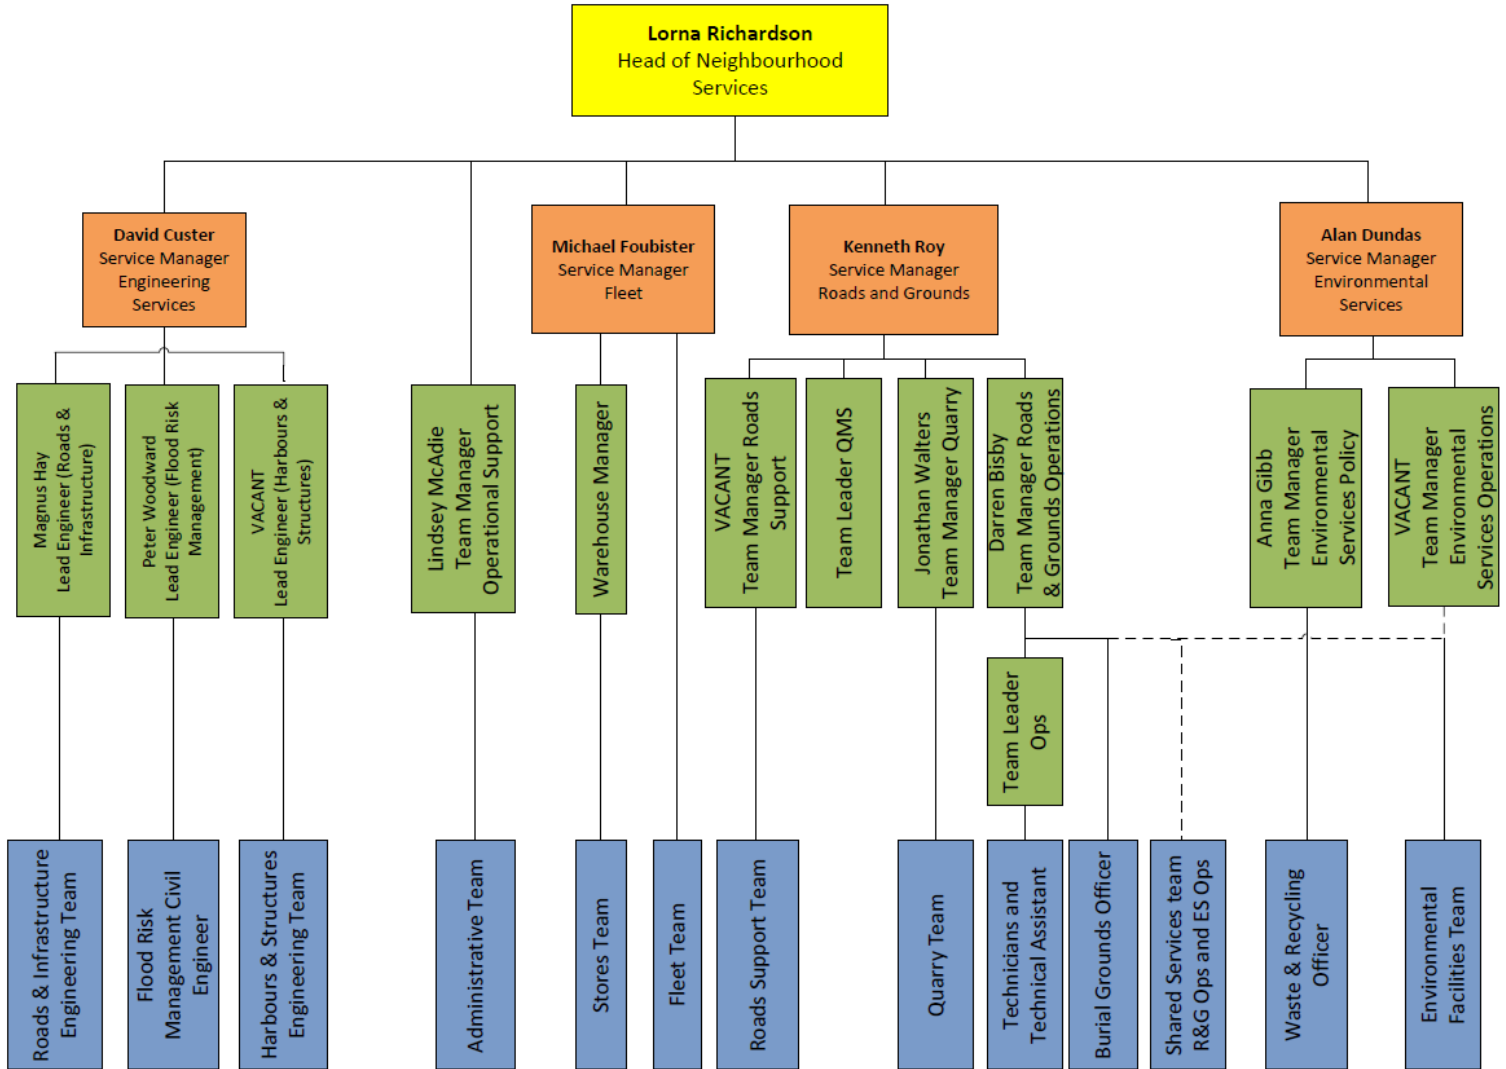 Lorna Richardson
Head of Neighbourhood
Services
David Custer
Service Manager
Engineering
Services
Michael Foubister
Service Manager
Fleet
Kenneth Roy
Service Manager
Roads and Grounds
Alan Dundas
Service Manager
Environmental
Services
Magnus Hay
Lead Engineer (Roads &
Infrastructure)
Peter Woodward
Lead Engineer (Flood Risk
Management)
VACANT
Lead Engineer (Harbours &
Structures)
Lindsey McAdie
Team Manager
Operational Support
Warehouse Manager
VACANT
Team Manager Roads
Support
Team Leader QMS
Jonathan Walters
Team Manager Quarry
Darren Bisby
Team Manager Roads
& Grounds Operations
Anna Gibb
Team Manager
Environmental
Services Policy
VACANT
Team Manager
Environmental
Services Operations
Team Leader
Ops
Roads & Infrastructure
Engineering Team
Flood Risk
Management Civil
Engineer
Harbours & Structures
Engineering Team
Administrative Team
Stores Team
Fleet Team
Roads Support Team
Quarry Team
Technicians and
Technical Assistant
Burial Grounds Officer
Shared Services team
R&G Ops and ES Ops
Waste & Recycling
Officer
Environmental
Facilities Team